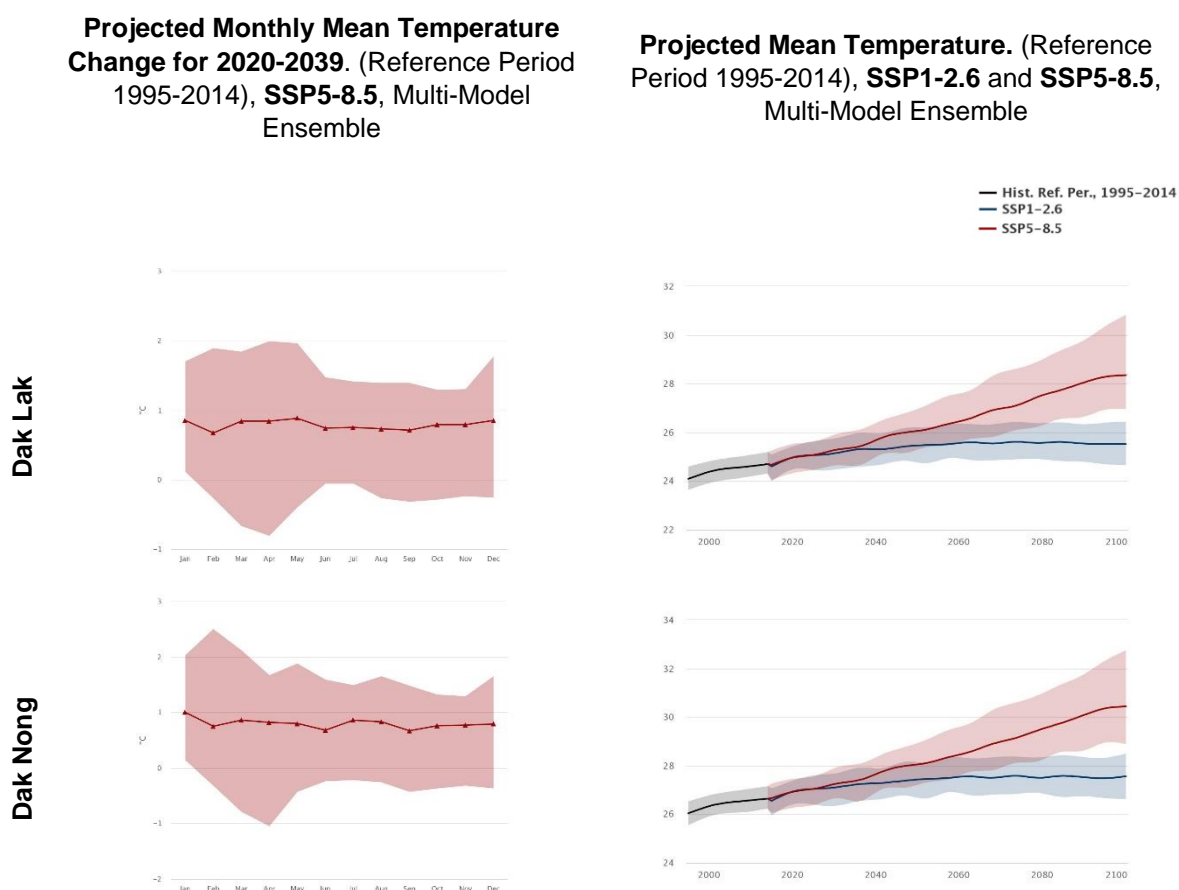 Projected Monthly Mean Temperature
Change for 2020-2039. (Reference Period
1995-2014), SSP5-8.5, Multi-Model
Ensemble
Projected Mean Temperature. (Reference
Period 1995-2014), SSP1-2.6 and SSP5-8.5,
Multi-Model Ensemble
Hist. Ref. Per., 1995-2014
SSP1-2.6
SSP5-8.5
Dak Lak
3
2
1
0
-1
°C
Jan Feb Mar Apr May Jun Jul Aug Sep Oct Nov Dec
32
30
28
26
24
22
2000 2020 2040 2060 2080 2100
Dak Nong
3
2
1
0
-1
-2
°C
Jan Feb Mar Apr May Jun Jul Aug Sep Oct Nov Dec
34
32
30
28
26
24
2000 2020 2040 2060 2080 2100